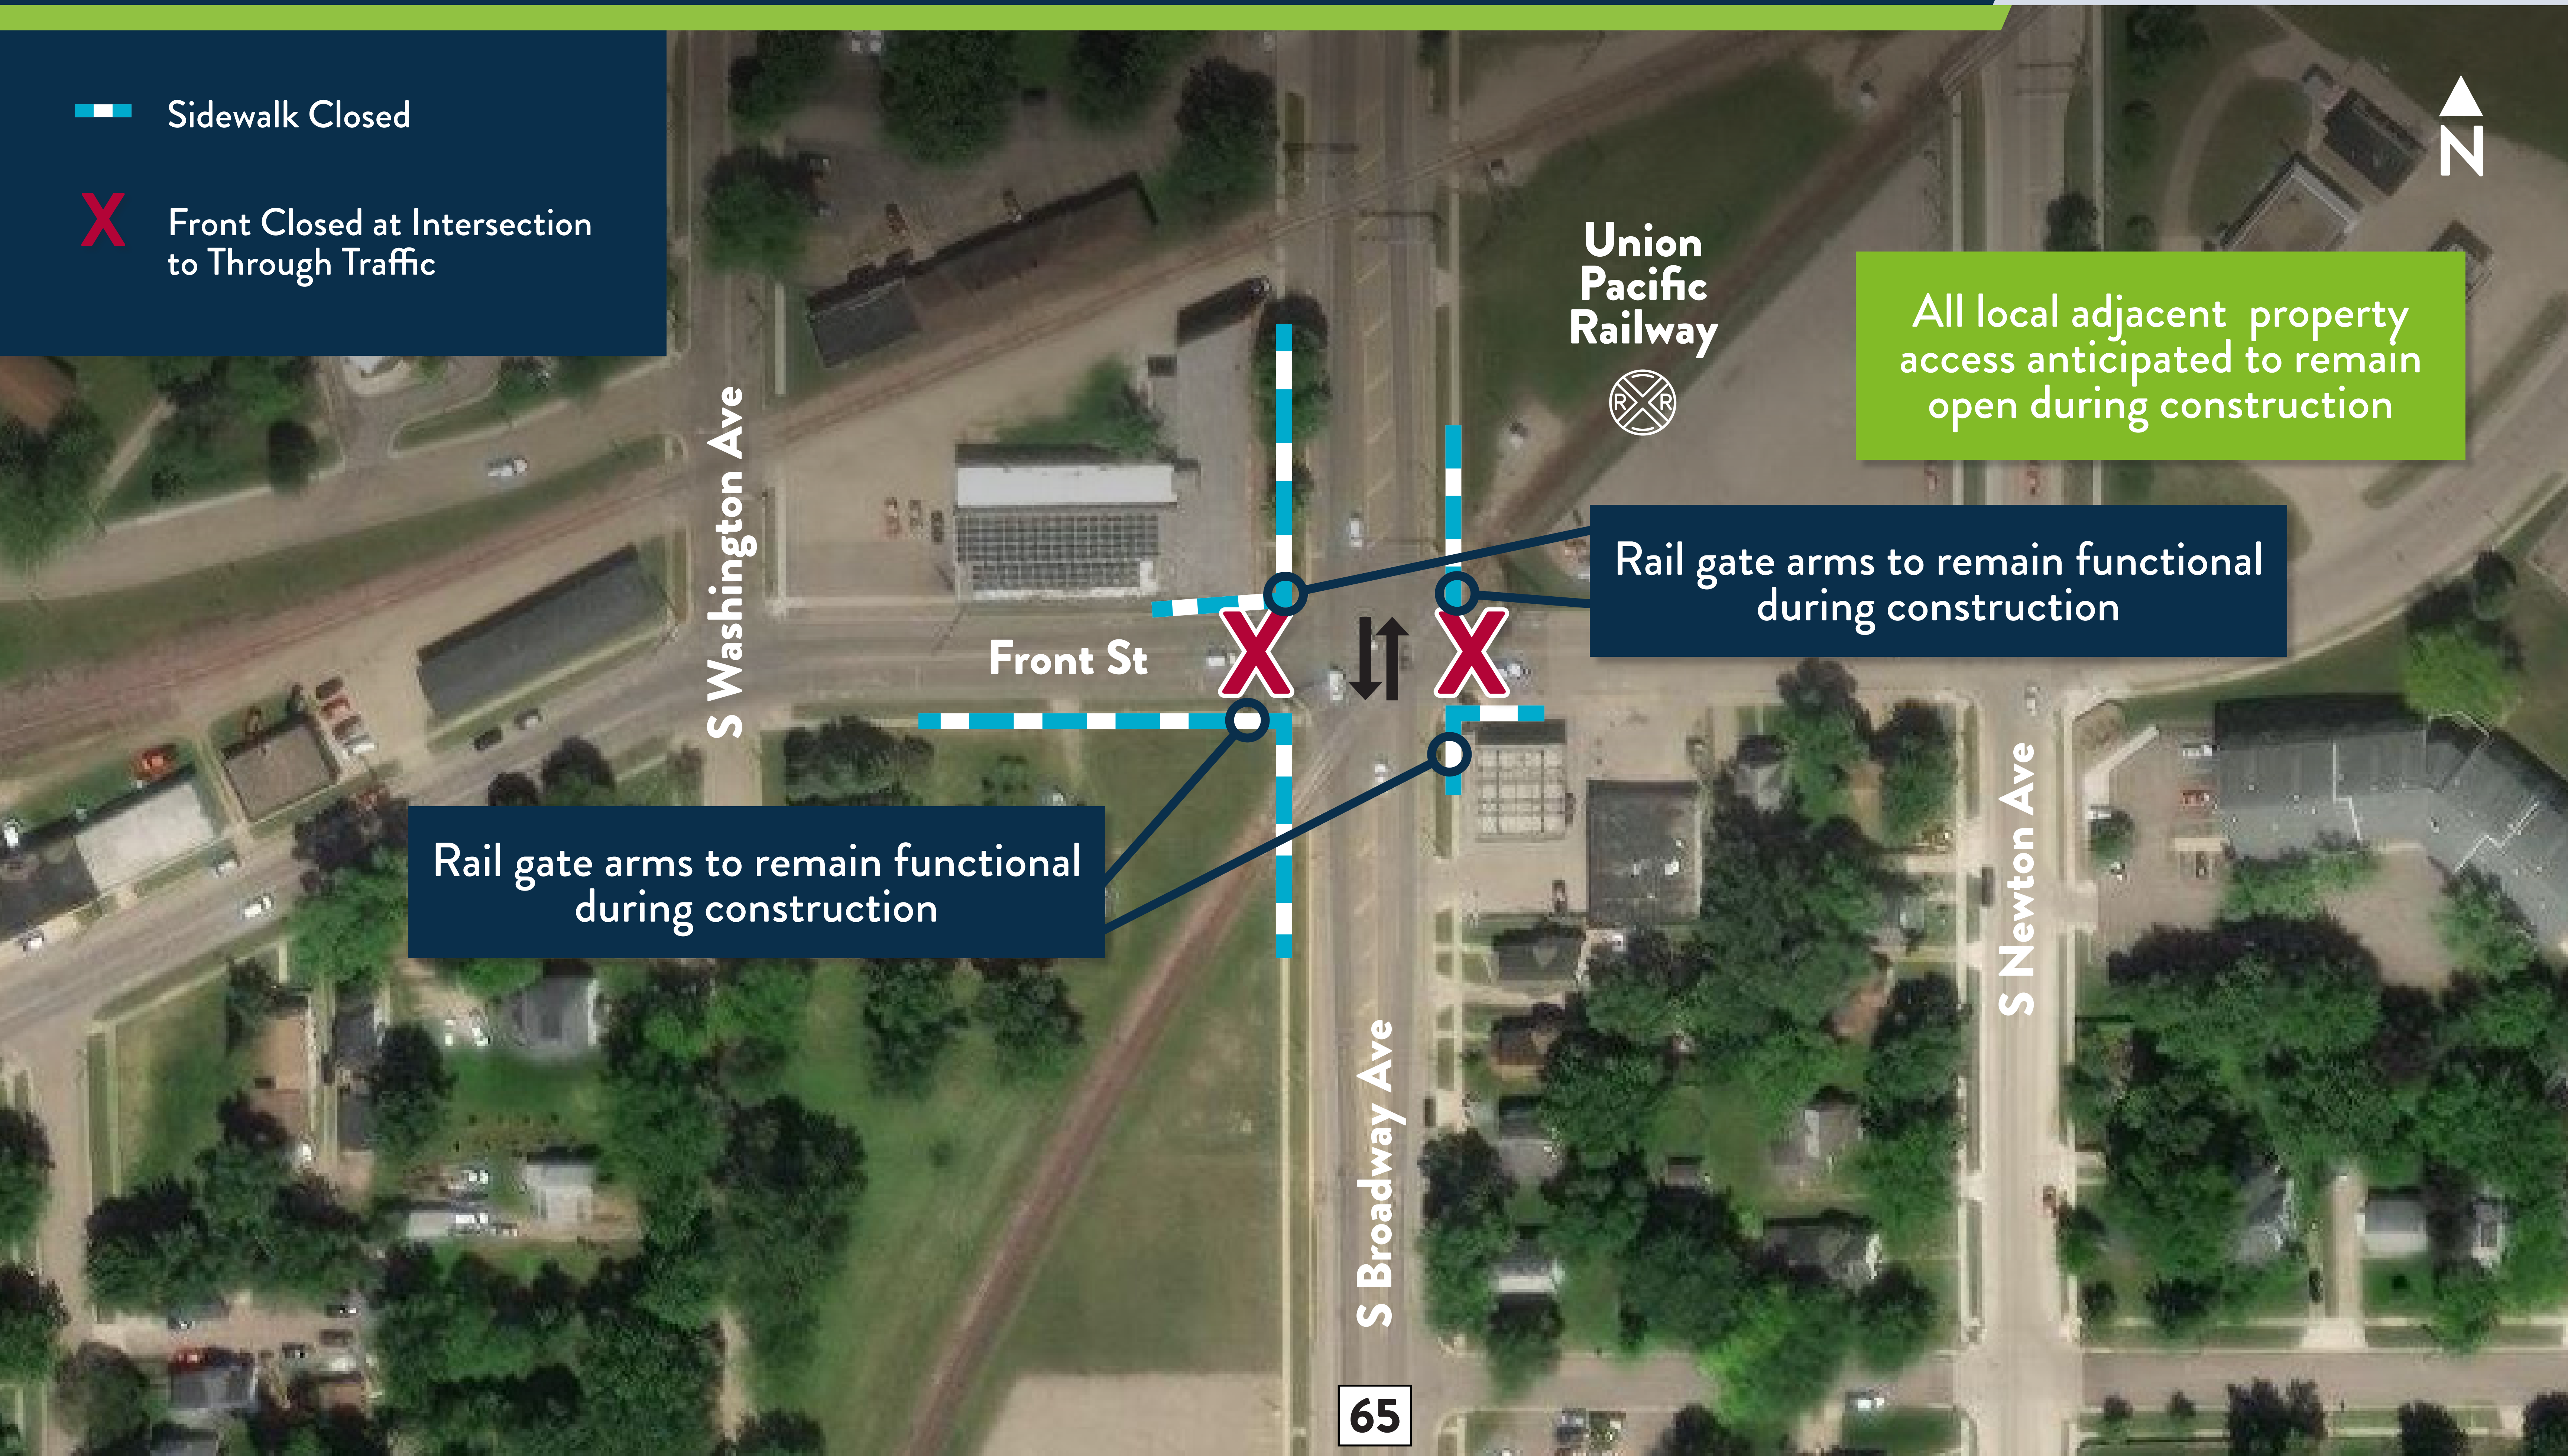 Sidewalk Closed
X
Front Closed at Intersection
to Through Traffic
N
Union
Pacific
Railway
R R
All local adjacent property
access anticipated to remain
open during construction
S Washington Ave
Rail gate arms to remain functional
during construction
Front St
X
X
Rail gate arms to remain functional
during construction
S Newton Ave
S Broadway Ave
65